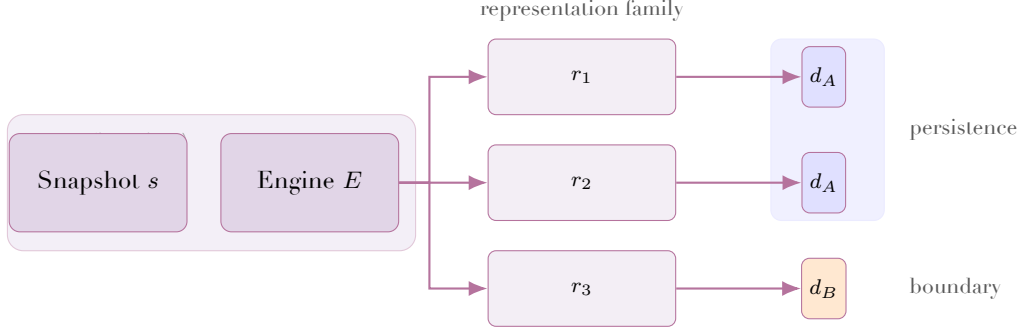 representation family
r₁
d_A
persistence
Snapshot s
Engine E
r₂
d_A
r₃
d_B
boundary